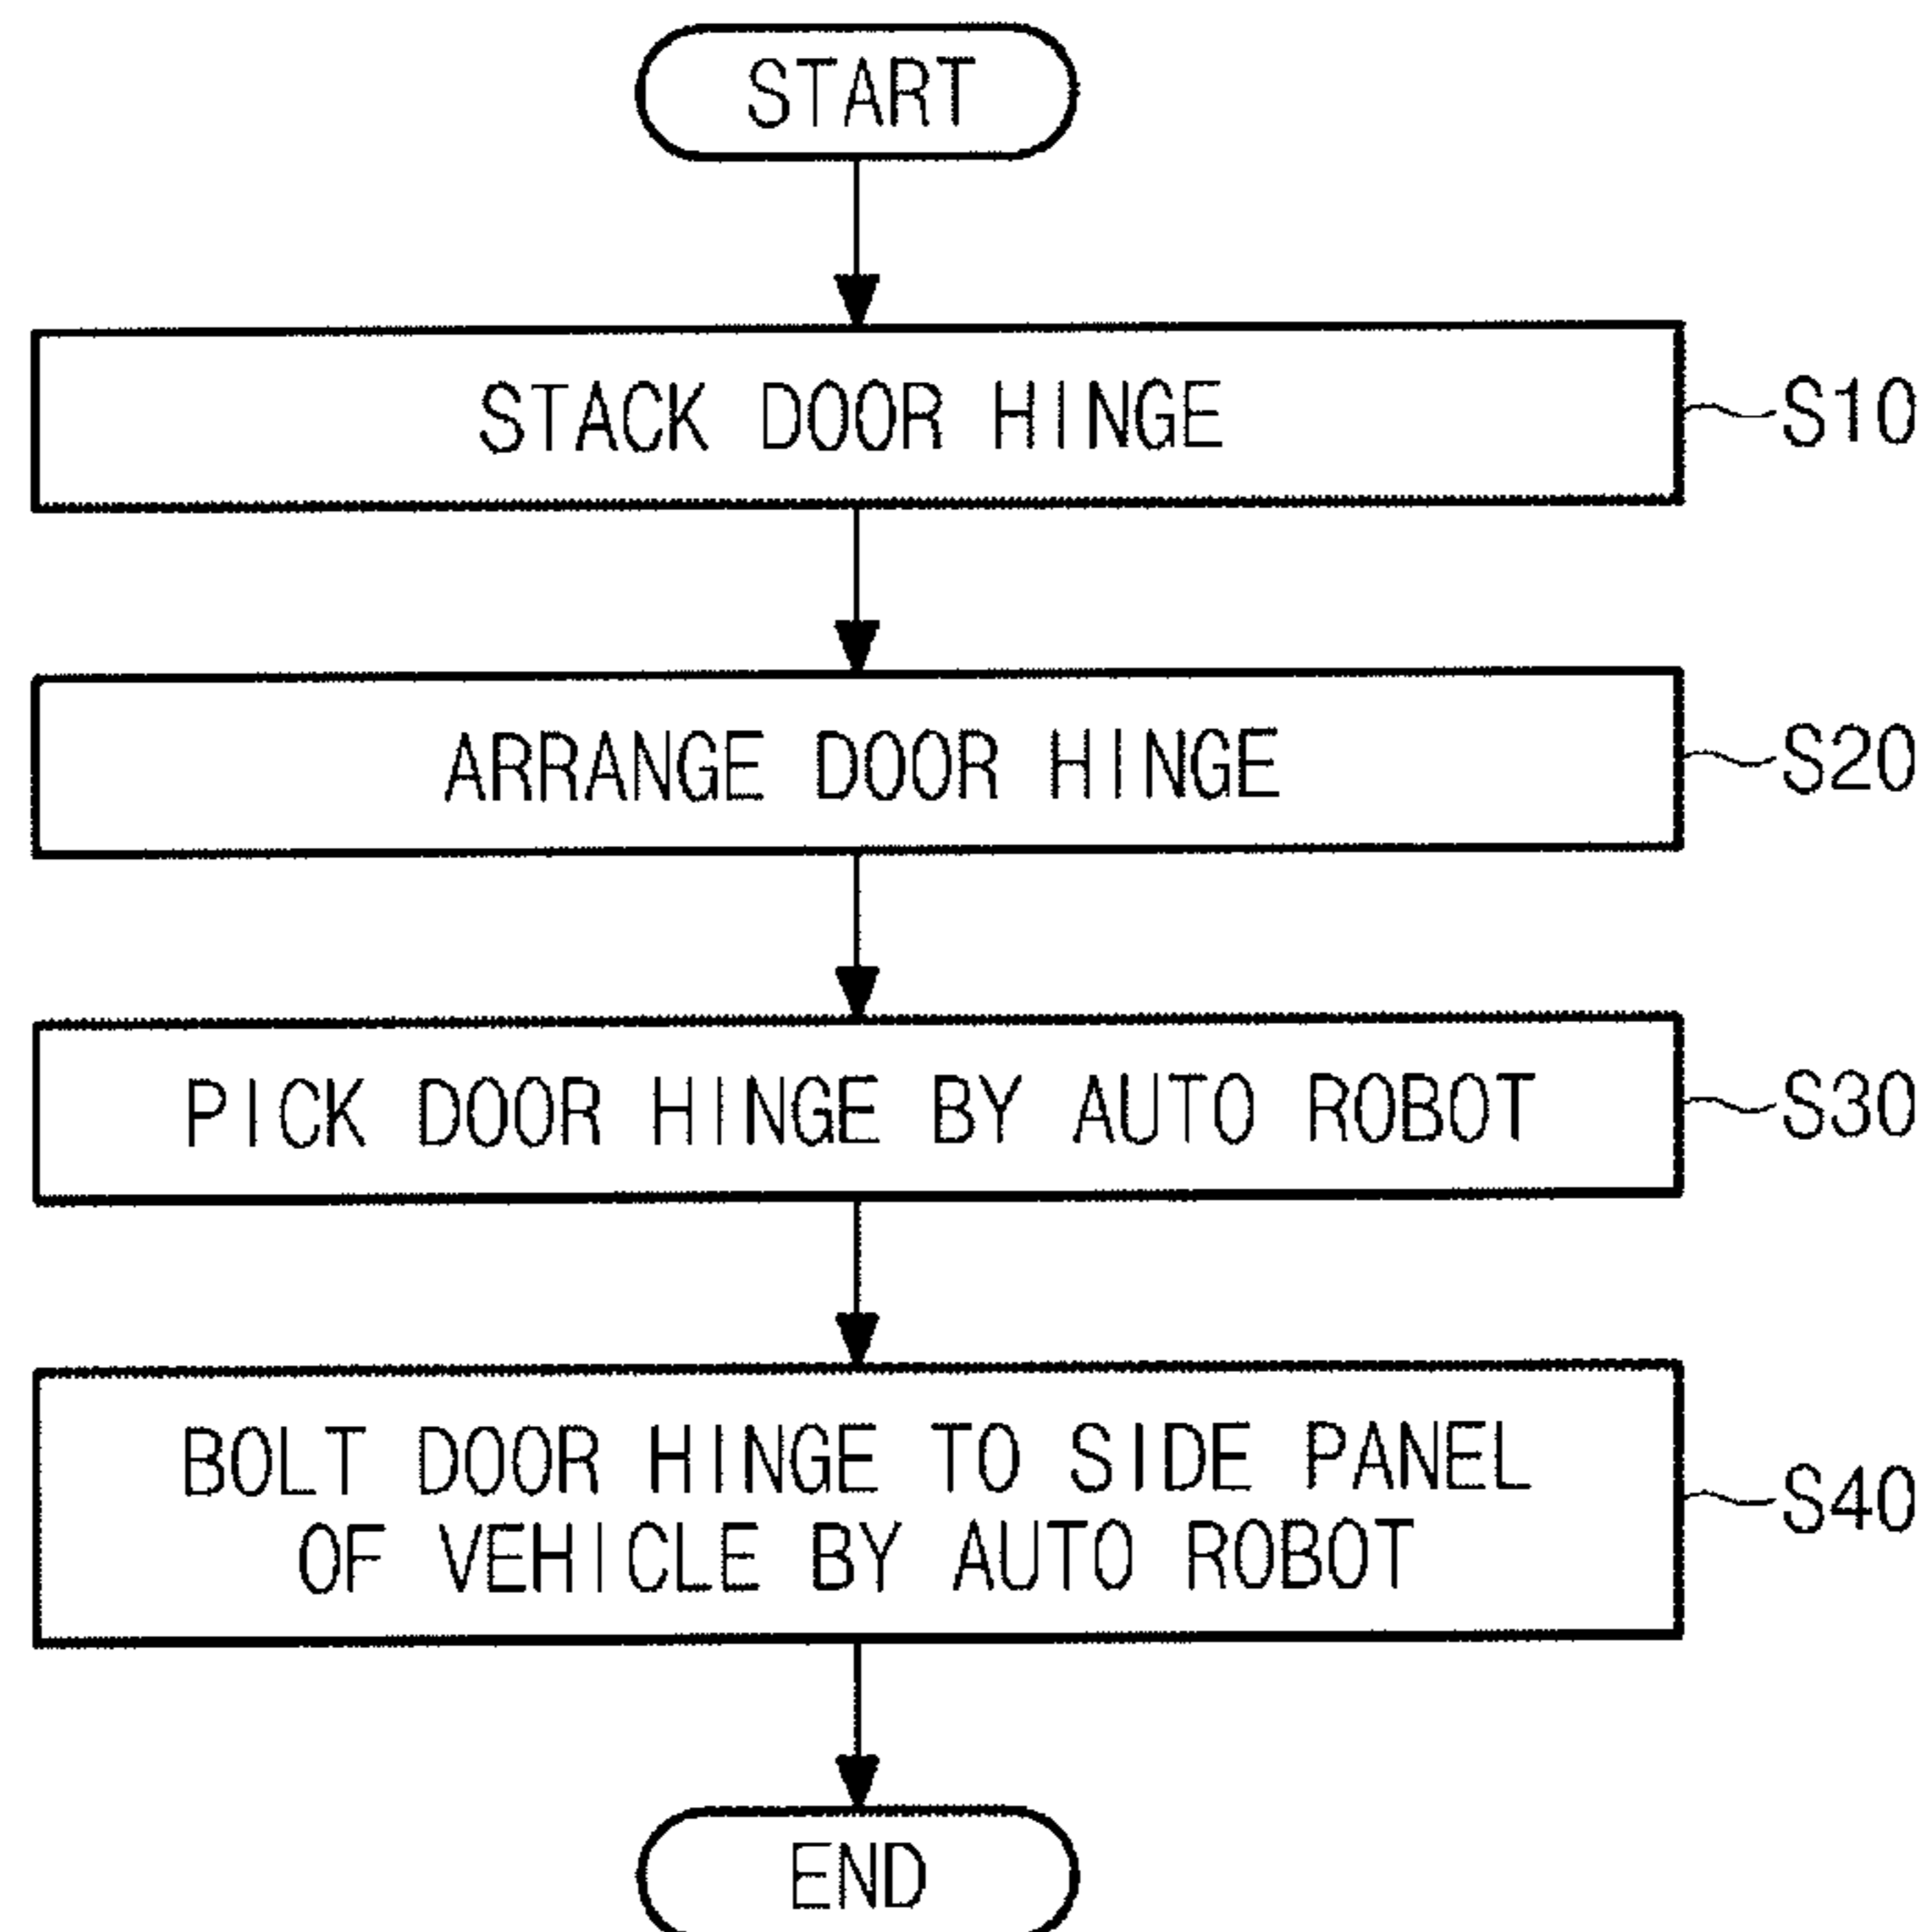 START
STACK DOOR HINGE
S10
ARRANGE DOOR HINGE
S20
PICK DOOR HINGE BY AUTO ROBOT
S30
BOLT DOOR HINGE TO SIDE PANEL
OF VEHICLE BY AUTO ROBOT
S40
END